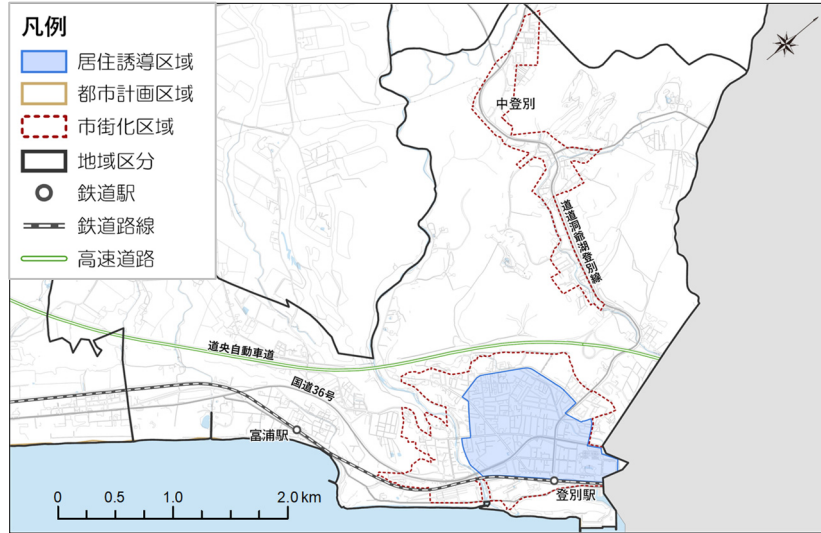 凡例
居住誘導区域
都市計画区域
市街化区域
地域区分
鉄道駅
鉄道路線
高速道路
中登別
道道洞爺湖登別線
道央自動車道
国道36号
富浦駅
登別駅
0 0.5 1.0 2.0 km